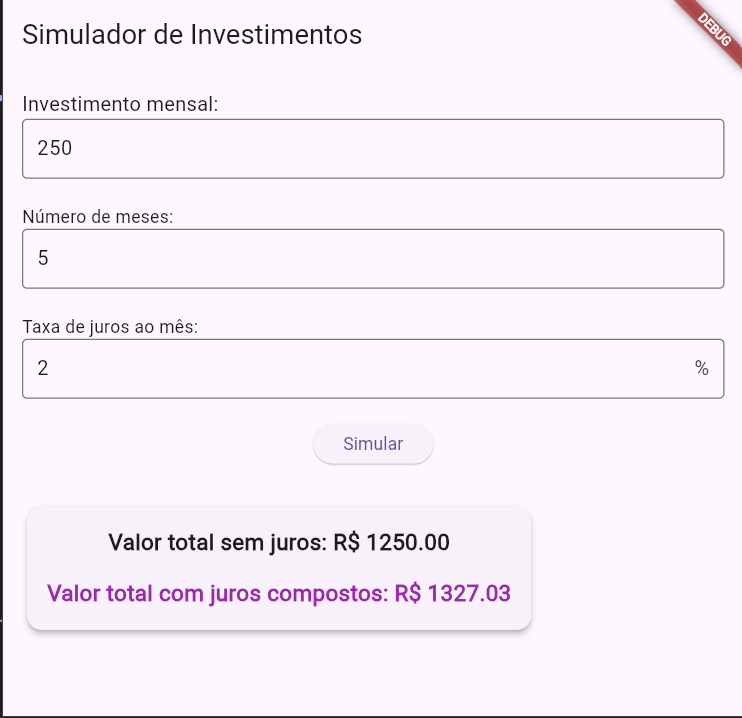 Simulador de Investimentos
DEBUG
Investimento mensal:
250
Número de meses:
5
Taxa de juros ao mês:
2 %
Simular
Valor total sem juros: R$ 1250.00
Valor total com juros compostos: R$ 1327.03